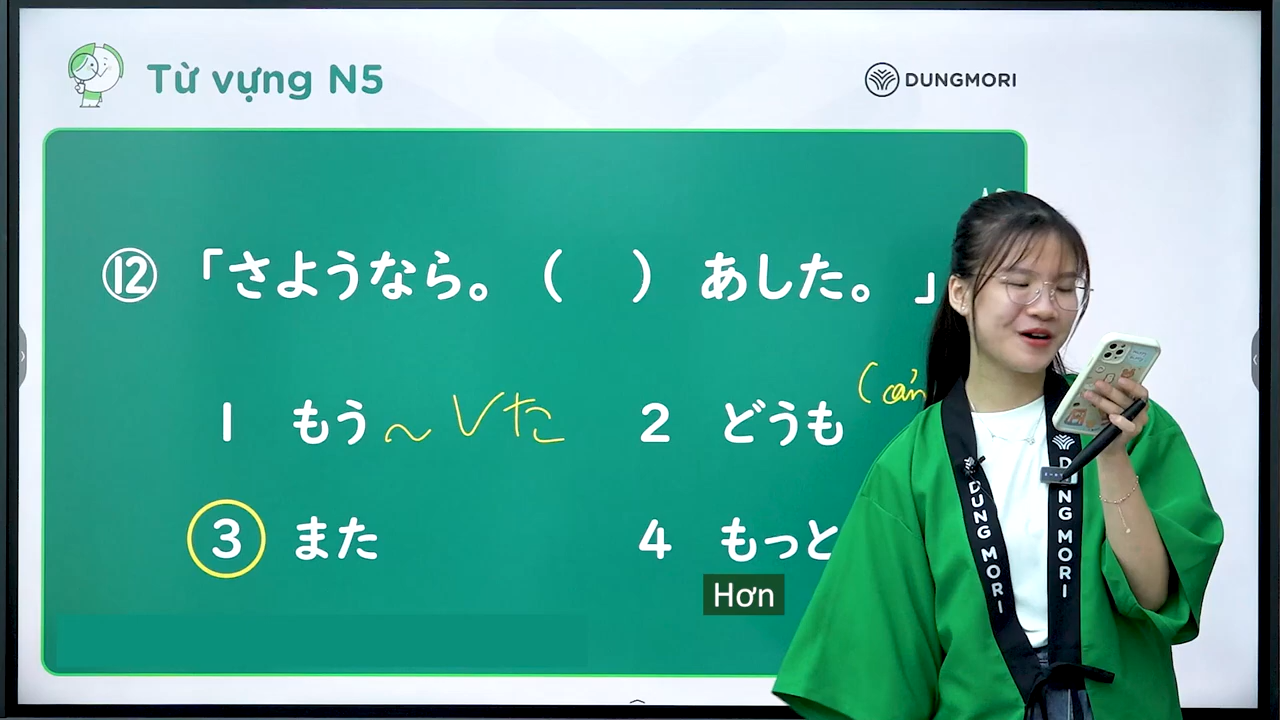 Từ vựng N5
DUNGMORI
⑫ 「さようなら。( ) あした。」
1 もう ~ Vた
2 どうも (cản
3 また
4 もっと
Hơn
DUNG MORI
DUNG MORI